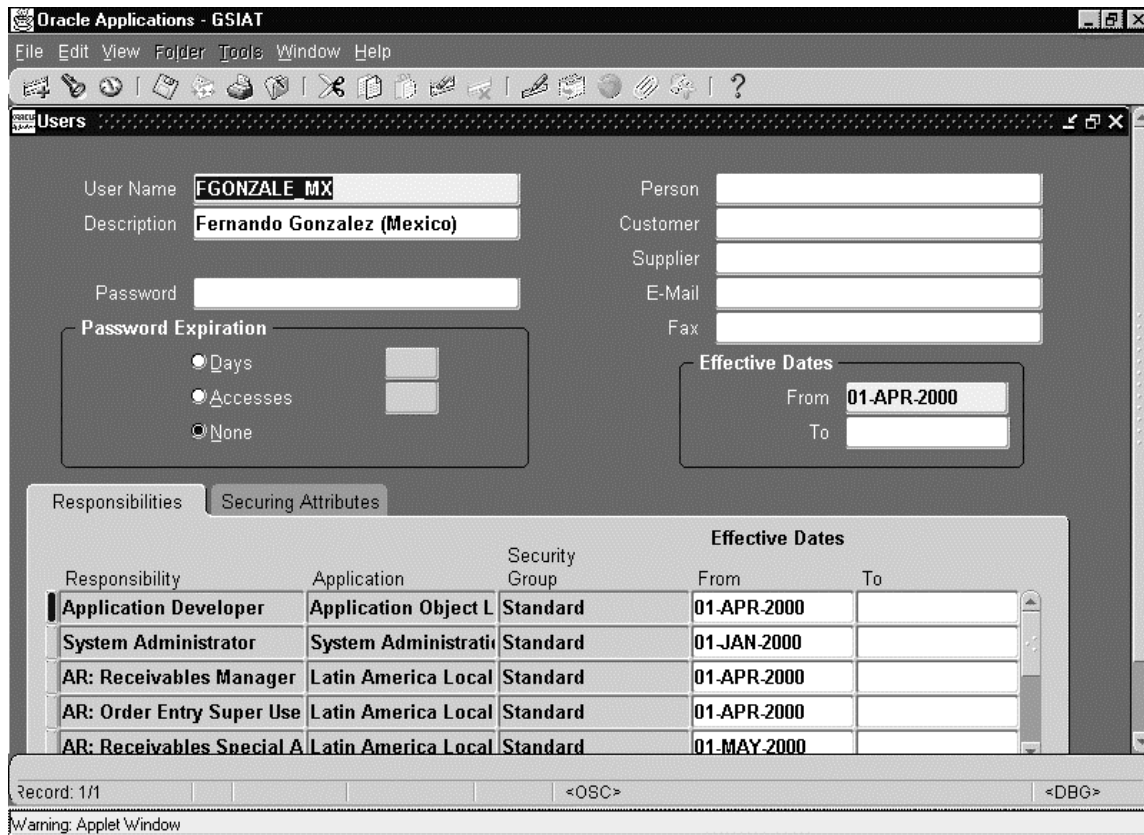 Oracle Applications - GSIAT
File Edit View Folder Tools Window Help
Users
User Name FGONZALE_MX
Description Fernando Gonzalez (Mexico)
Password
Password Expiration
Days
Accesses
None
Person
Customer
Supplier
E-Mail
Fax
Effective Dates
From 01-APR-2000
To
Responsibilities Securing Attributes
Effective Dates
Responsibility Application Security Group From To
Application Developer Application Object L Standard 01-APR-2000
System Administrator System Administrati Standard 01-JAN-2000
AR: Receivables Manager Latin America Local Standard 01-APR-2000
AR: Order Entry Super Use Latin America Local Standard 01-APR-2000
AR: Receivables Special A Latin America Local Standard 01-MAY-2000
Record: 1/1 <OSC> <DBG>
Warning: Applet Window